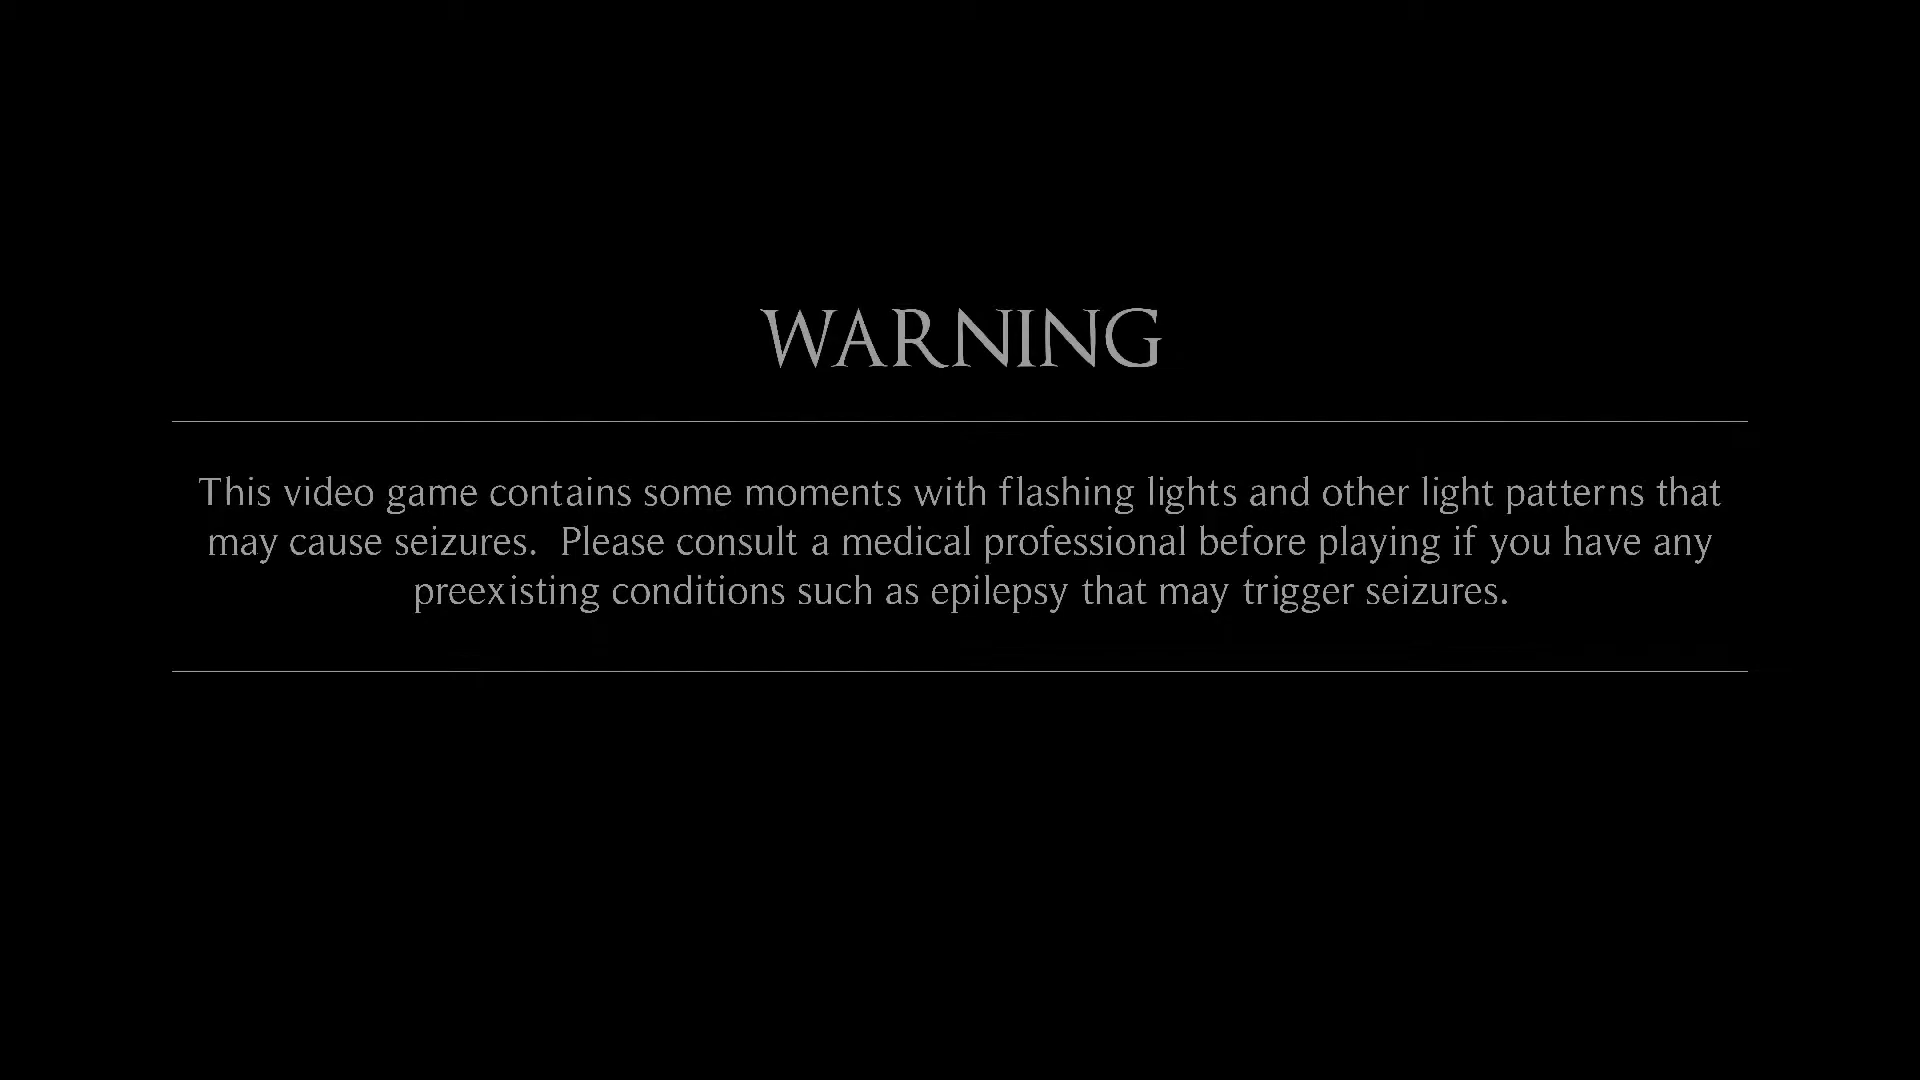 WARNING
This video game contains some moments with flashing lights and other light patterns that
may cause seizures.  Please consult a medical professional before playing if you have any
preexisting conditions such as epilepsy that may trigger seizures.